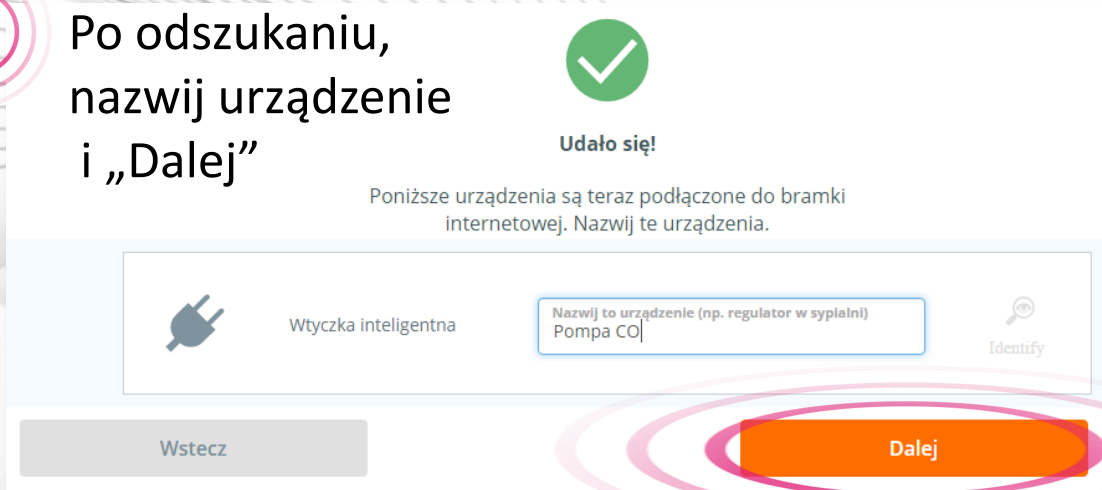 Po odszukaniu,
nazwij urządzenie
i „Dalej”
Udało się!
Poniższe urządzenia są teraz podłączone do bramki
internetowej. Nazwij te urządzenia.
Wtyczka inteligentna
Nazwij to urządzenie (np. regulator w sypialni)
Pompa CO
Identify
Wstecz
Dalej